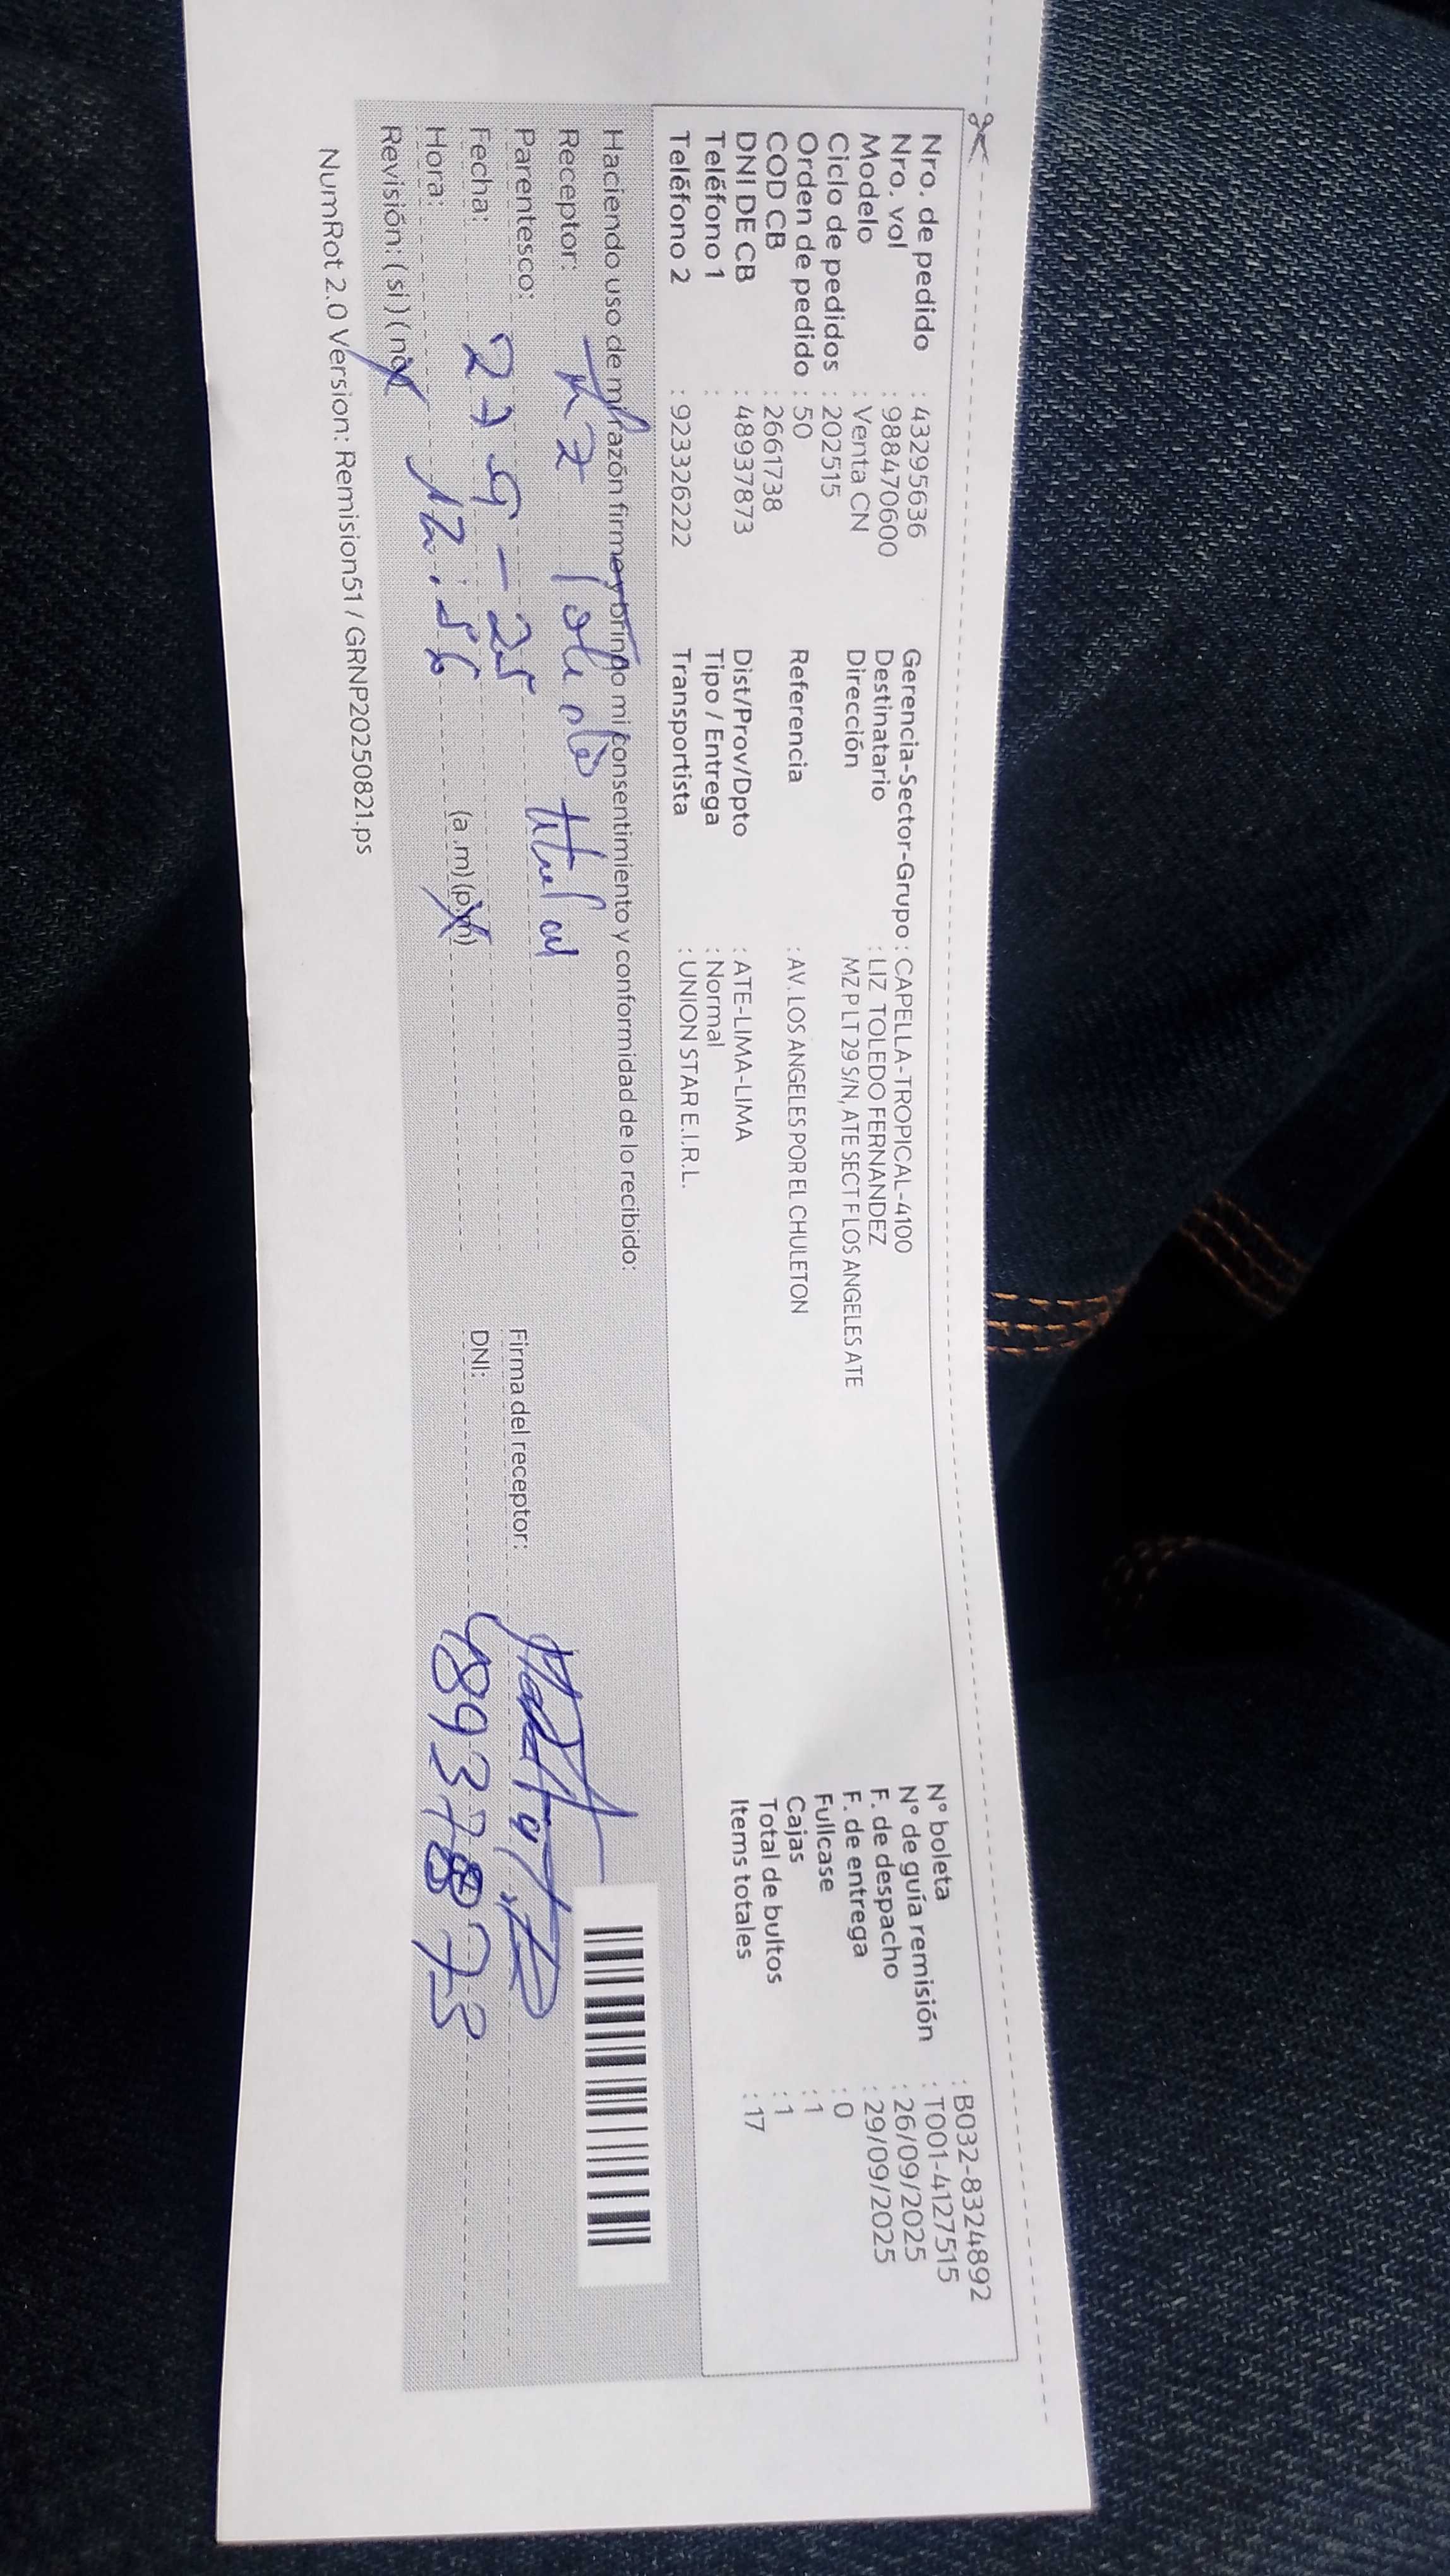 Nro. de pedido : 43295636
Nro. vol : 988470600
Modelo : Venta CN
Ciclo de pedidos : 202515
Orden de pedido : 50
COD CB : 2661738
DNI DE CB : 48937873
Teléfono 1 :
Teléfono 2 : 923326222
Gerencia-Sector-Grupo : CAPELLA-TROPICAL-4100
Destinatario : LIZ TOLEDO FERNANDEZ
Dirección : MZ P LT 29 S/N, ATE SECT F LOS ANGELES ATE
Referencia : AV. LOS ANGELES POR EL CHULETON
Dist/Prov/Dpto : ATE-LIMA-LIMA
Tipo / Entrega : Normal
Transportista : UNION STAR E.I.R.L.
N° boleta : B032-8324892
N° de guía remisión : T001-4127515
F. de despacho : 26/09/2025
F. de entrega : 29/09/2025
Fullcase : 0
Cajas : 1
Total de bultos : 1
Items totales : 17
Haciendo uso de mi razón firmo y brindo mi consentimiento y conformidad de lo recibido:
Receptor: Toledo
Parentesco: titular
Fecha: 27 9 - 25
Hora: 12.56 (a.m) (p.m)
Revisión: (si) (no)
Firma del receptor:
DNI: 48937873
NumRot 2.0 Version: Remision51 / GRNP20250821.ps